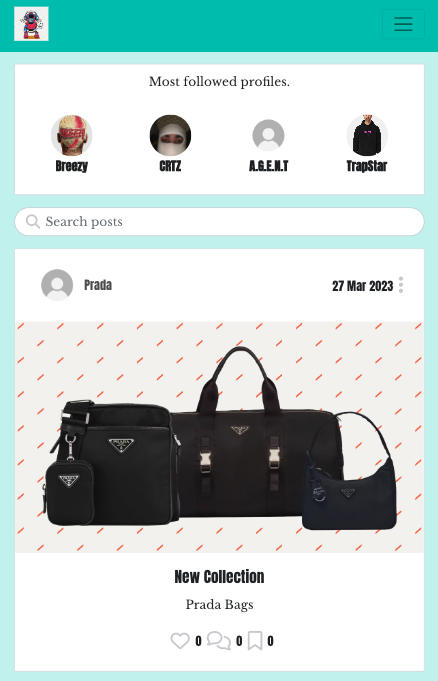 Most followed profiles.
Breezy CRTZ A.G.E.N.T TrapStar
Search posts
Prada 27 Mar 2023
PRADA
New Collection
Prada Bags
0 0 0